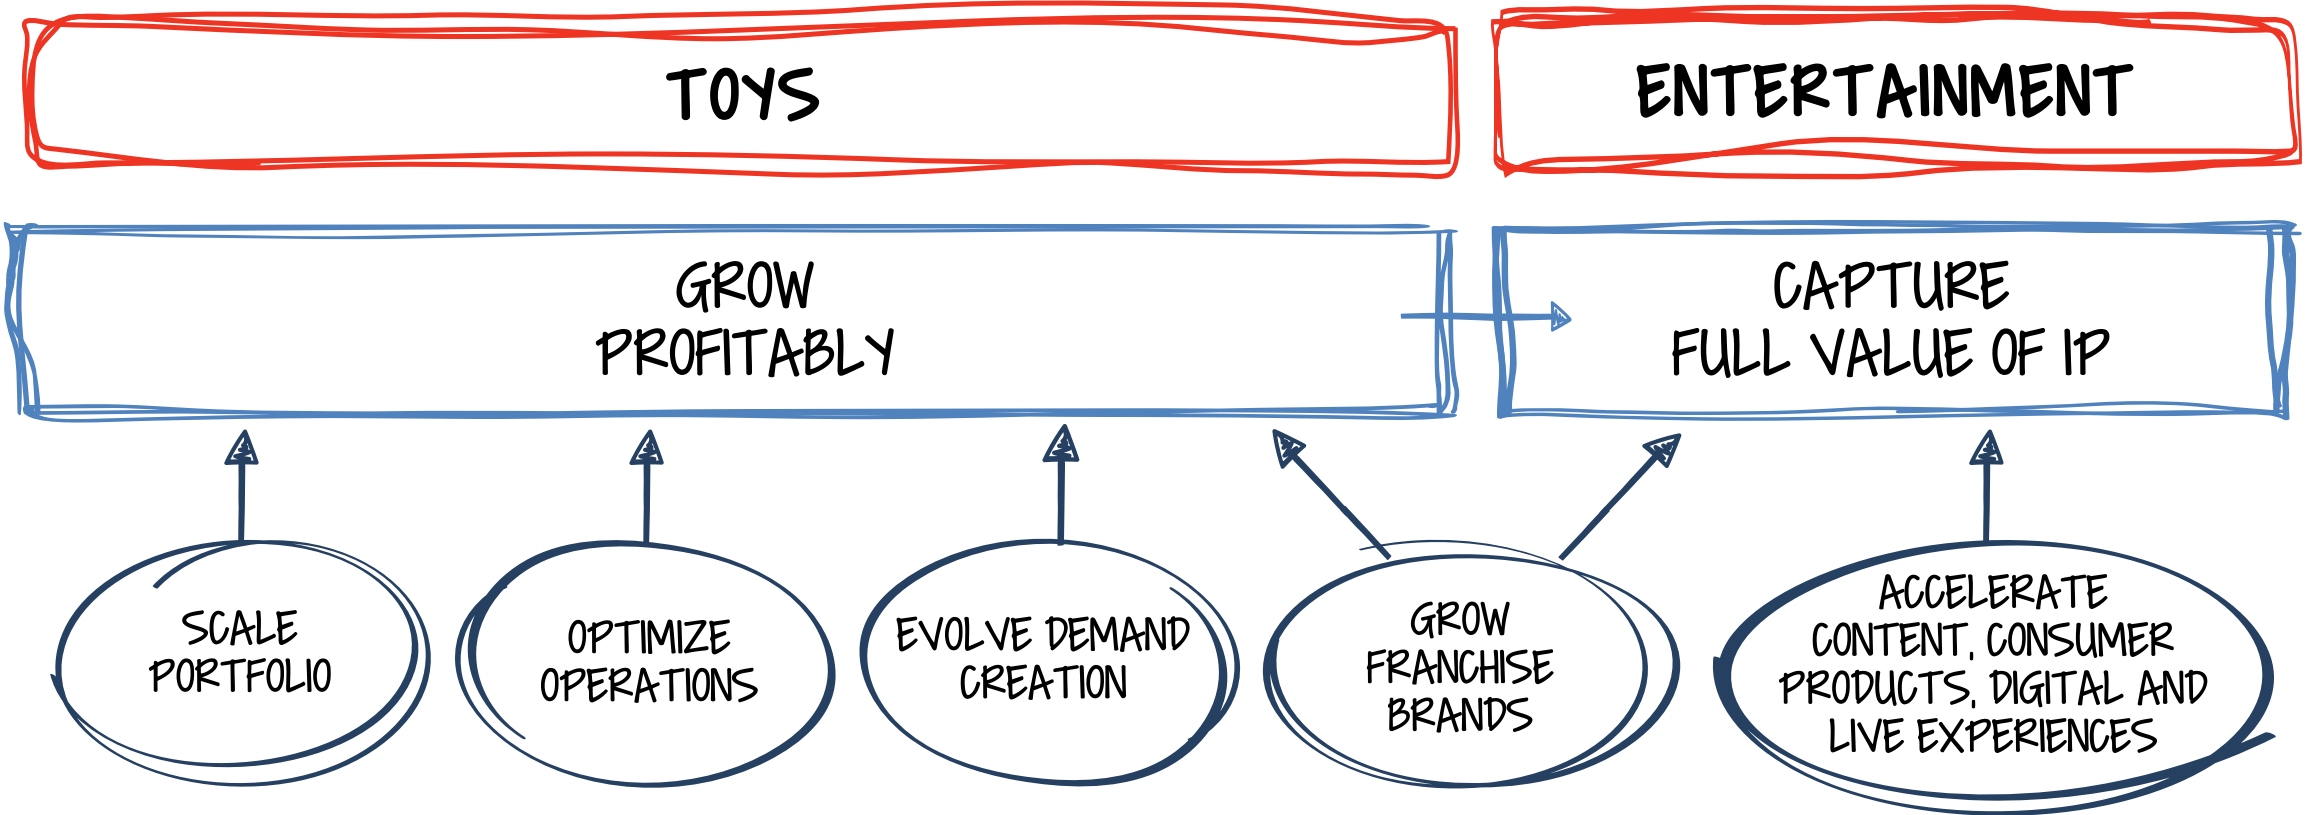 TOYS
ENTERTAINMENT
GROW
PROFITABLY
CAPTURE
FULL VALUE OF IP
SCALE
PORTFOLIO
OPTIMIZE
OPERATIONS
EVOLVE DEMAND
CREATION
GROW
FRANCHISE
BRANDS
ACCELERATE
CONTENT, CONSUMER
PRODUCTS, DIGITAL AND
LIVE EXPERIENCES